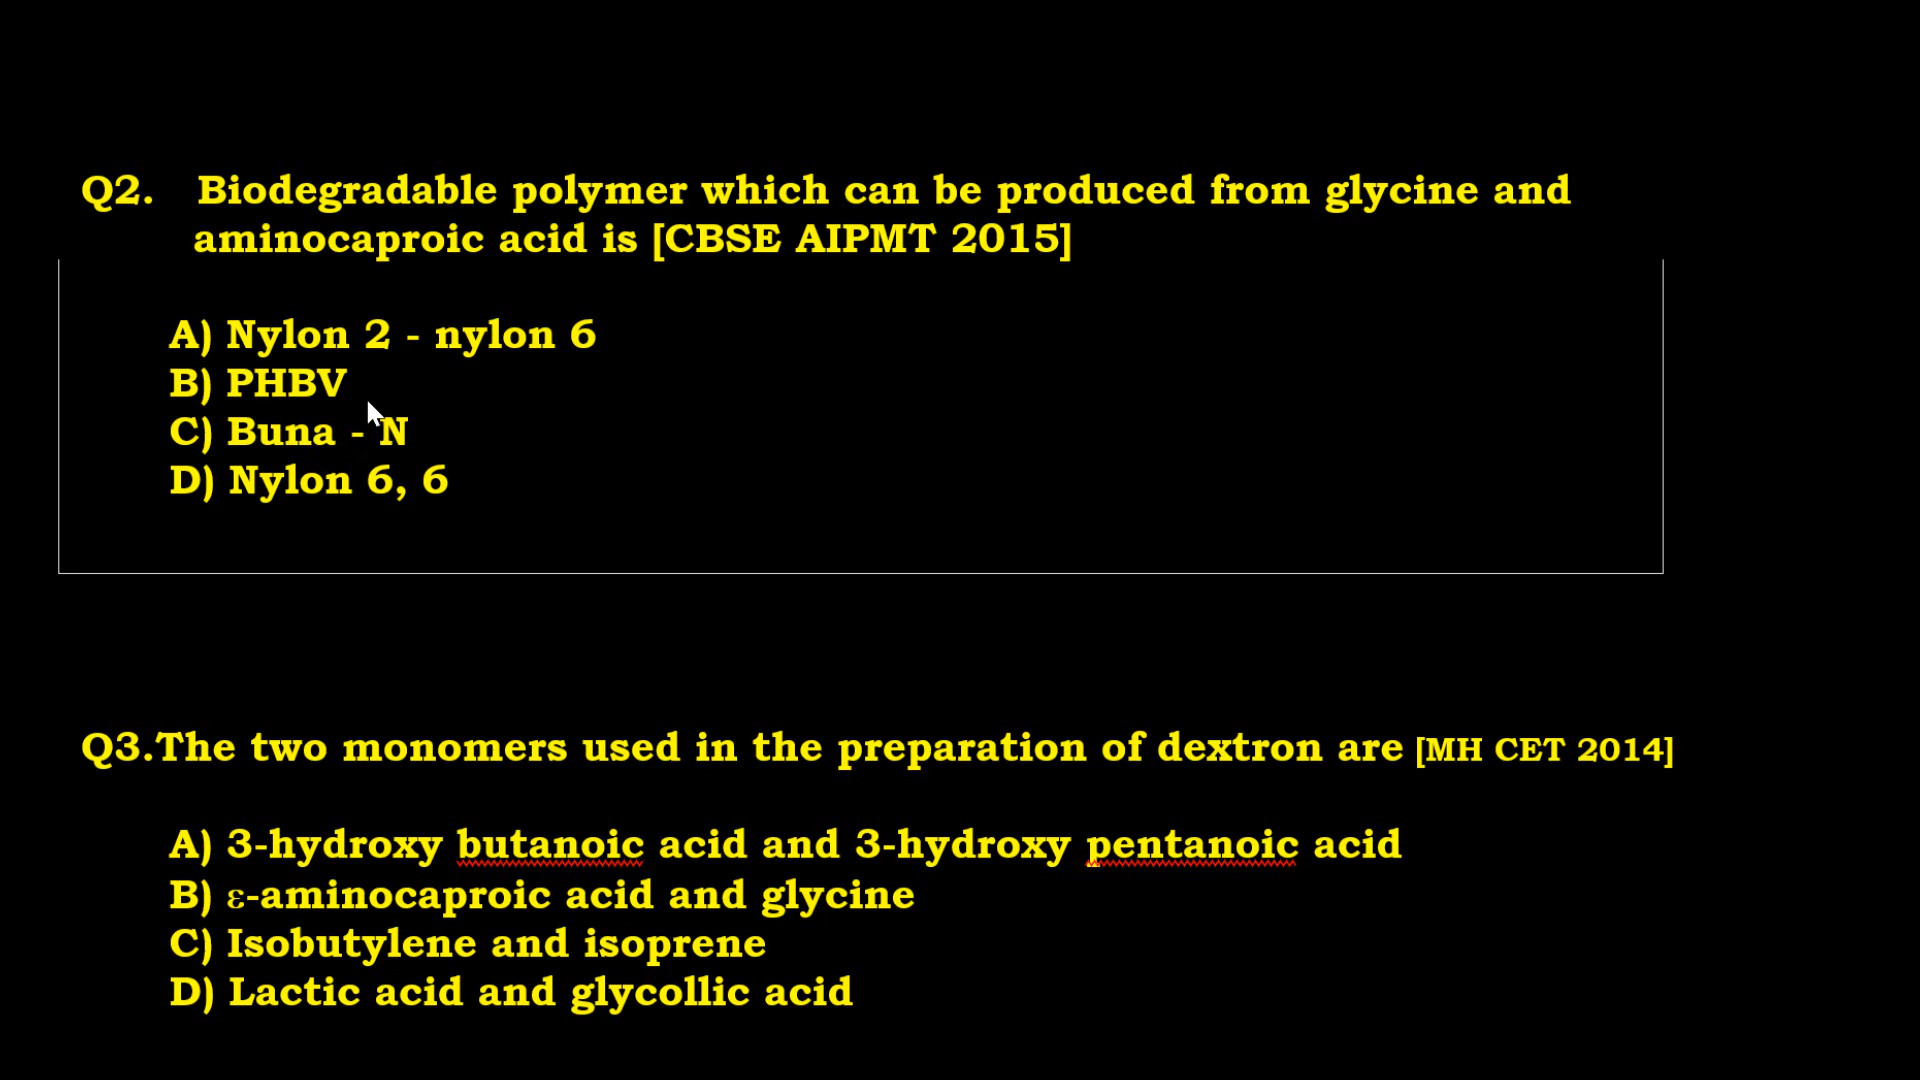 Q2. Biodegradable polymer which can be produced from glycine and
aminocaproic acid is [CBSE AIPMT 2015]
A) Nylon 2 - nylon 6
B) PHBV
C) Buna - N
D) Nylon 6, 6
Q3.The two monomers used in the preparation of dextron are [MH CET 2014]
A) 3-hydroxy butanoic acid and 3-hydroxy pentanoic acid
B) ε-aminocaproic acid and glycine
C) Isobutylene and isoprene
D) Lactic acid and glycollic acid